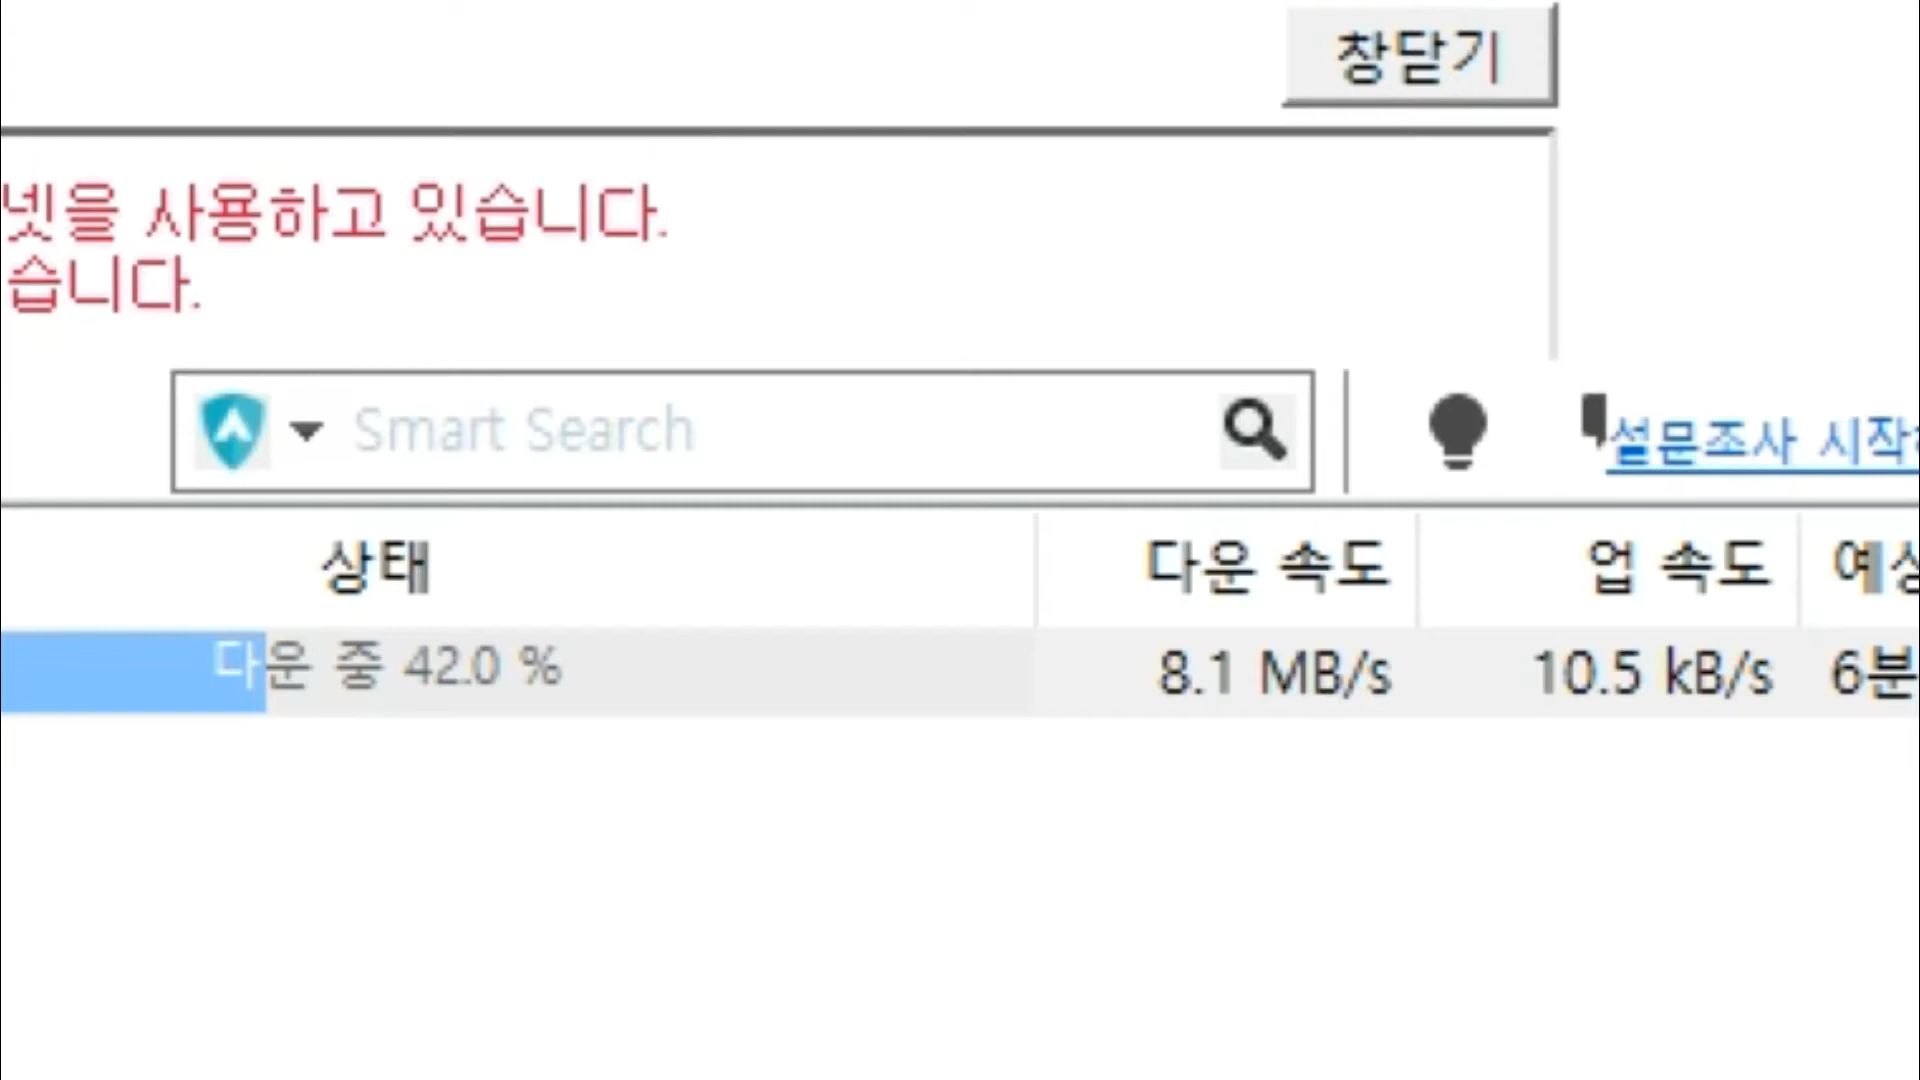 창닫기
넷을 사용하고 있습니다.
습니다.
Smart Search
설문조사 시작
상태 다운 속도 업 속도
다운 중 42.0 % 8.1 MB/s 10.5 kB/s 6분